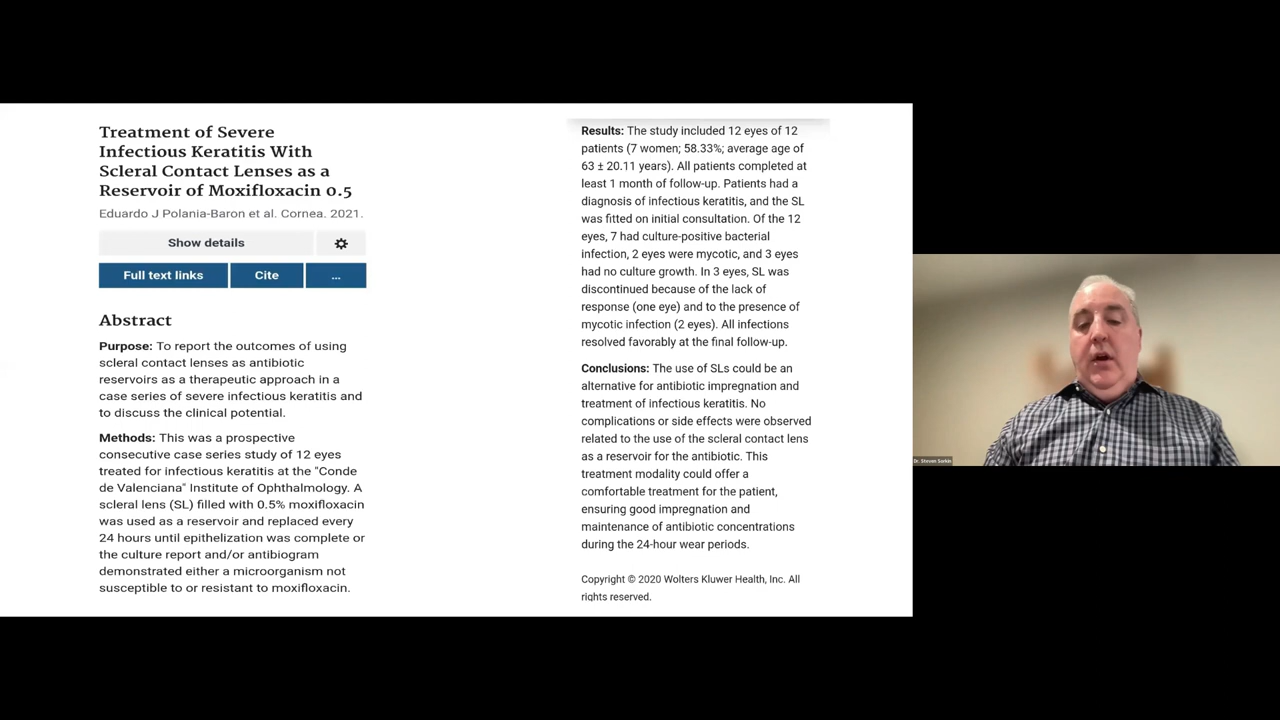 Treatment of Severe
Infectious Keratitis With
Scleral Contact Lenses as a
Reservoir of Moxifloxacin 0.5
Eduardo J Polania-Baron et al. Cornea. 2021.
Show details
Full text links
Cite
...
Abstract
Purpose: To report the outcomes of using
scleral contact lenses as antibiotic
reservoirs as a therapeutic approach in a
case series of severe infectious keratitis and
to discuss the clinical potential.
Methods: This was a prospective
consecutive case series study of 12 eyes
treated for infectious keratitis at the "Conde
de Valenciana" Institute of Ophthalmology. A
scleral lens (SL) filled with 0.5% moxifloxacin
was used as a reservoir and replaced every
24 hours until epithelization was complete or
the culture report and/or antibiogram
demonstrated either a microorganism not
susceptible to or resistant to moxifloxacin.
Results: The study included 12 eyes of 12
patients (7 women; 58.33%; average age of
63 ± 20.11 years). All patients completed at
least 1 month of follow-up. Patients had a
diagnosis of infectious keratitis, and the SL
was fitted on initial consultation. Of the 12
eyes, 7 had culture-positive bacterial
infection, 2 eyes were mycotic, and 3 eyes
had no culture growth. In 3 eyes, SL was
discontinued because of the lack of
response (one eye) and to the presence of
mycotic infection (2 eyes). All infections
resolved favorably at the final follow-up.
Conclusions: The use of SLs could be an
alternative for antibiotic impregnation and
treatment of infectious keratitis. No
complications or side effects were observed
related to the use of the scleral contact lens
as a reservoir for the antibiotic. This
treatment modality could offer a
comfortable treatment for the patient,
ensuring good impregnation and
maintenance of antibiotic concentrations
during the 24-hour wear periods.
Copyright © 2020 Wolters Kluwer Health, Inc. All
rights reserved.
Dr. Steven Sorkin